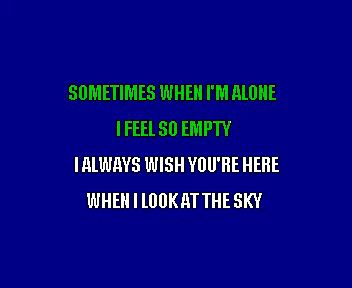 SOMETIMES WHEN I'M ALONE
I FEEL SO EMPTY
I ALWAYS WISH YOU'RE HERE
WHEN I LOOK AT THE SKY